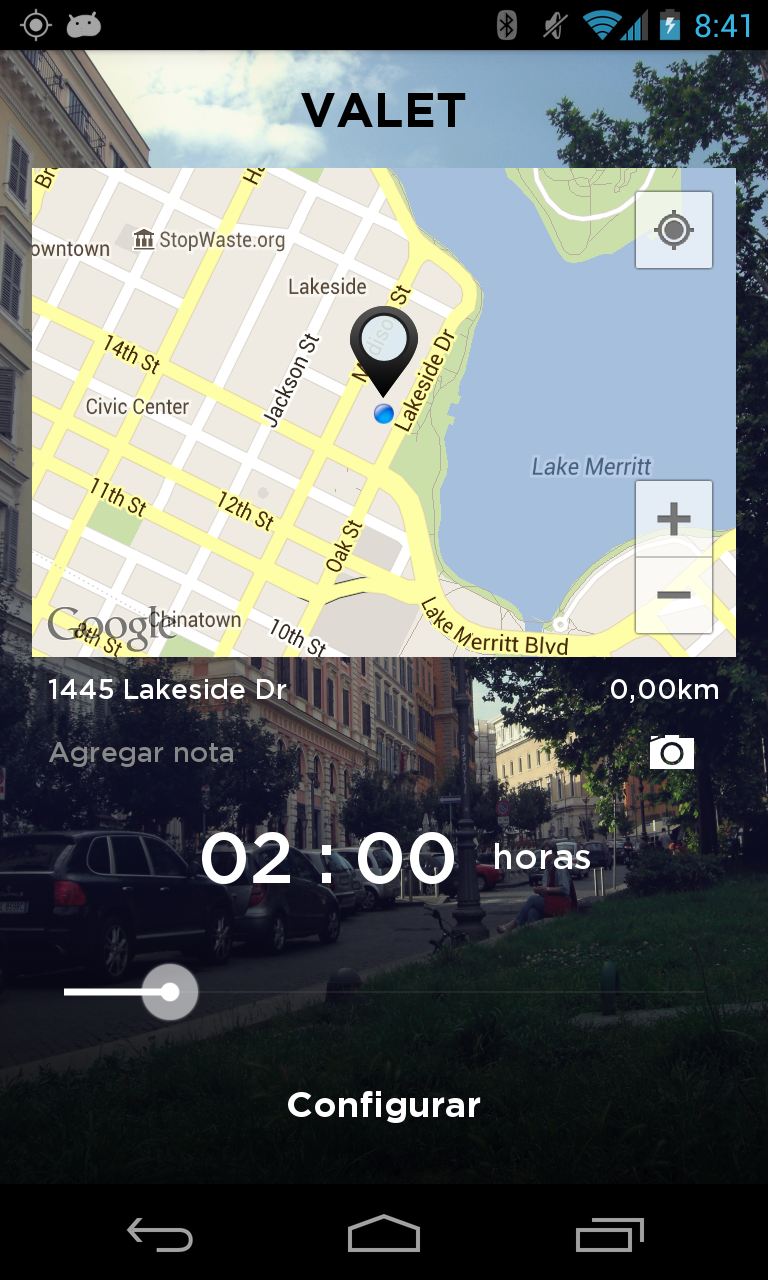 8:41
VALET
Br
Ha
StopWaste.org
owntown
Lakeside
Madison St
14th St
Jackson St
Lakeside Dr
Civic Center
Lake Merritt
11th St
12th St
Oak St
Google
Chinatown
8th St
10th St
Lake Merritt Blvd
1445 Lakeside Dr
0,00km
Agregar nota
02 : 00 horas
Configurar